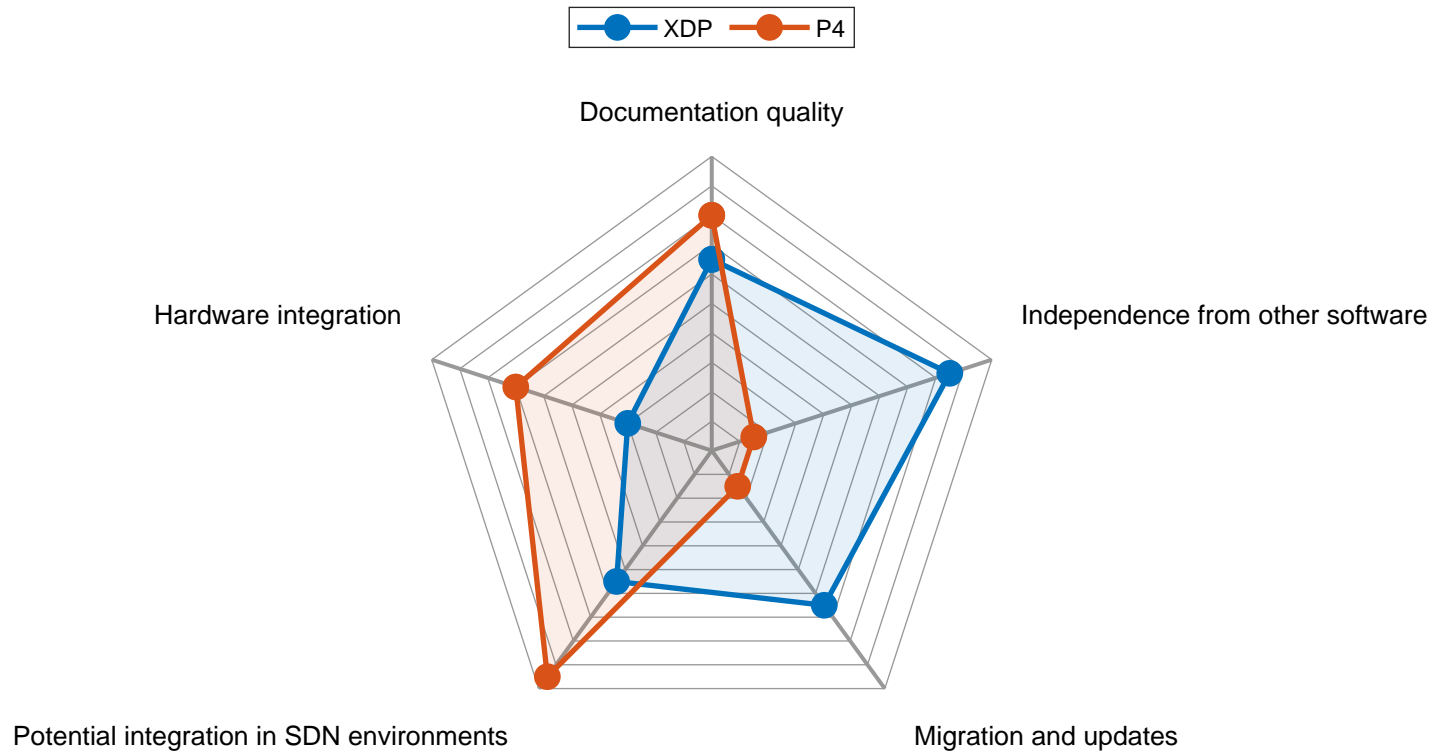 XDP P4
Documentation quality
Hardware integration
Independence from other software
Potential integration in SDN environments
Migration and updates